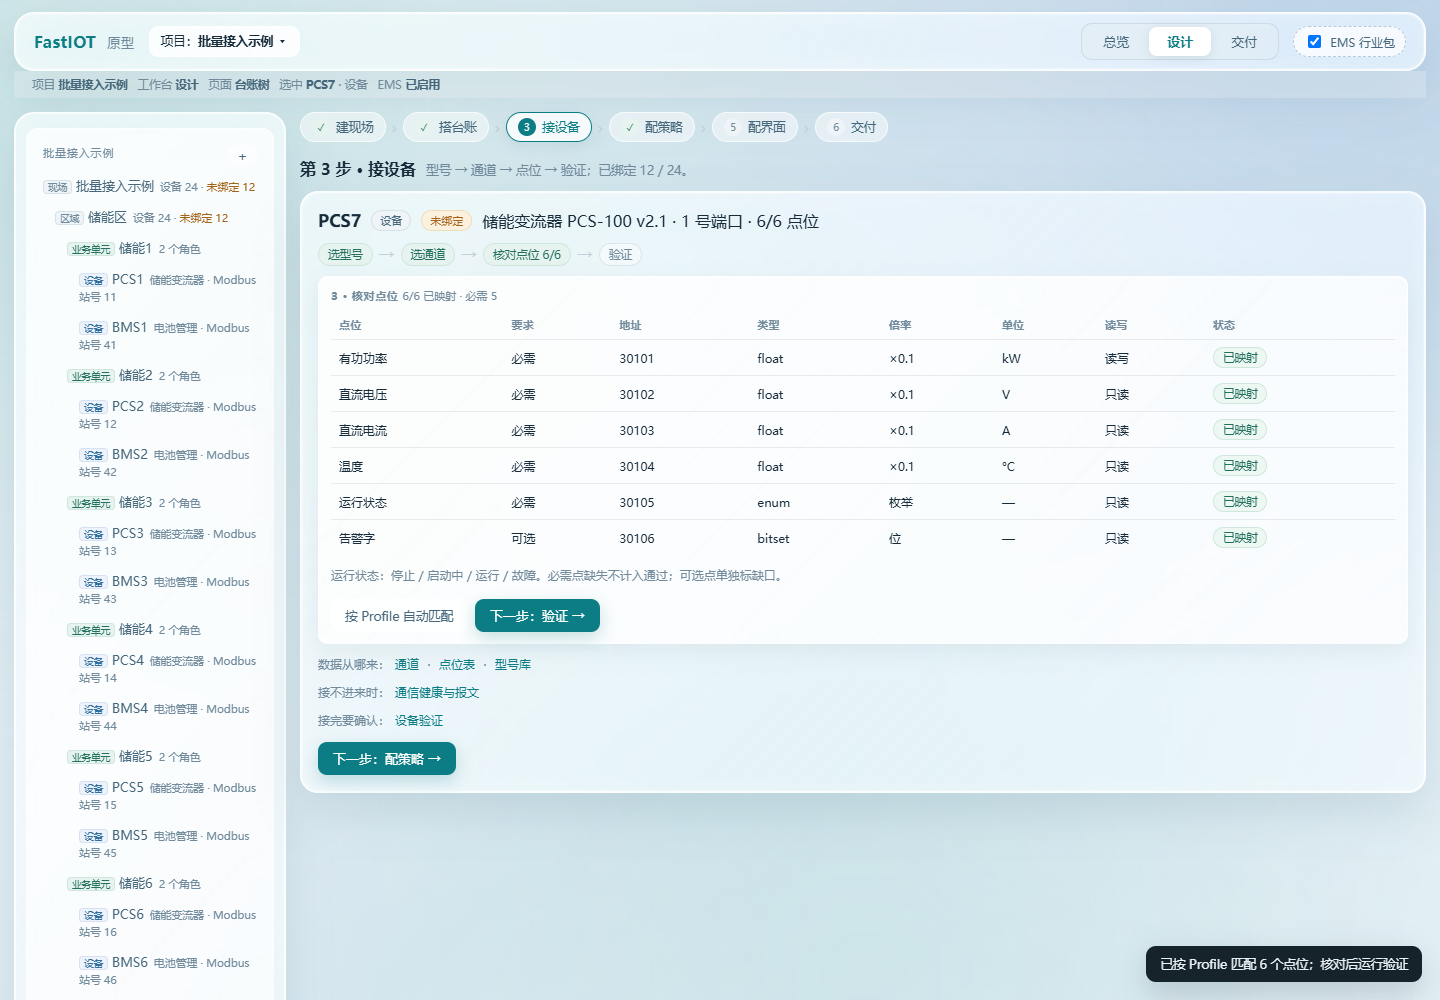 FastIOT 原型 项目：批量接入示例 ▾ 总览 设计 交付 EMS 行业包
项目 批量接入示例 工作台 设计 页面 台账树 选中 PCS7 · 设备 EMS 已启用
批量接入示例 +
现场 批量接入示例 设备 24 · 未绑定 12
区域 储能区 设备 24 · 未绑定 12
业务单元 储能1 2 个角色
设备 PCS1 储能变流器 · Modbus
站号 11
设备 BMS1 电池管理 · Modbus
站号 41
业务单元 储能2 2 个角色
设备 PCS2 储能变流器 · Modbus
站号 12
设备 BMS2 电池管理 · Modbus
站号 42
业务单元 储能3 2 个角色
设备 PCS3 储能变流器 · Modbus
站号 13
设备 BMS3 电池管理 · Modbus
站号 43
业务单元 储能4 2 个角色
设备 PCS4 储能变流器 · Modbus
站号 14
设备 BMS4 电池管理 · Modbus
站号 44
业务单元 储能5 2 个角色
设备 PCS5 储能变流器 · Modbus
站号 15
设备 BMS5 电池管理 · Modbus
站号 45
业务单元 储能6 2 个角色
设备 PCS6 储能变流器 · Modbus
站号 16
设备 BMS6 电池管理 · Modbus
站号 46
✓ 建现场 › ✓ 搭台账 › 3 接设备 › ✓ 配策略 › 5 配界面 › 6 交付
第 3 步 • 接设备 型号 → 通道 → 点位 → 验证；已绑定 12 / 24。
PCS7 设备 未绑定 储能变流器 PCS-100 v2.1 · 1 号端口 · 6/6 点位
选型号 → 选通道 → 核对点位 6/6 → 验证
3 • 核对点位 6/6 已映射 · 必需 5
点位 要求 地址 类型 倍率 单位 读写 状态
有功功率 必需 30101 float ×0.1 kW 读写 已映射
直流电压 必需 30102 float ×0.1 V 只读 已映射
直流电流 必需 30103 float ×0.1 A 只读 已映射
温度 必需 30104 float ×0.1 °C 只读 已映射
运行状态 必需 30105 enum 枚举 — 只读 已映射
告警字 可选 30106 bitset 位 — 只读 已映射
运行状态：停止 / 启动中 / 运行 / 故障。必需点缺失不计入通过；可选点单独标缺口。
按 Profile 自动匹配 下一步：验证 →
数据从哪来： 通道 · 点位表 · 型号库
接不进来时： 通信健康与报文
接完要确认： 设备验证
下一步：配策略 →
已按 Profile 匹配 6 个点位；核对后运行验证